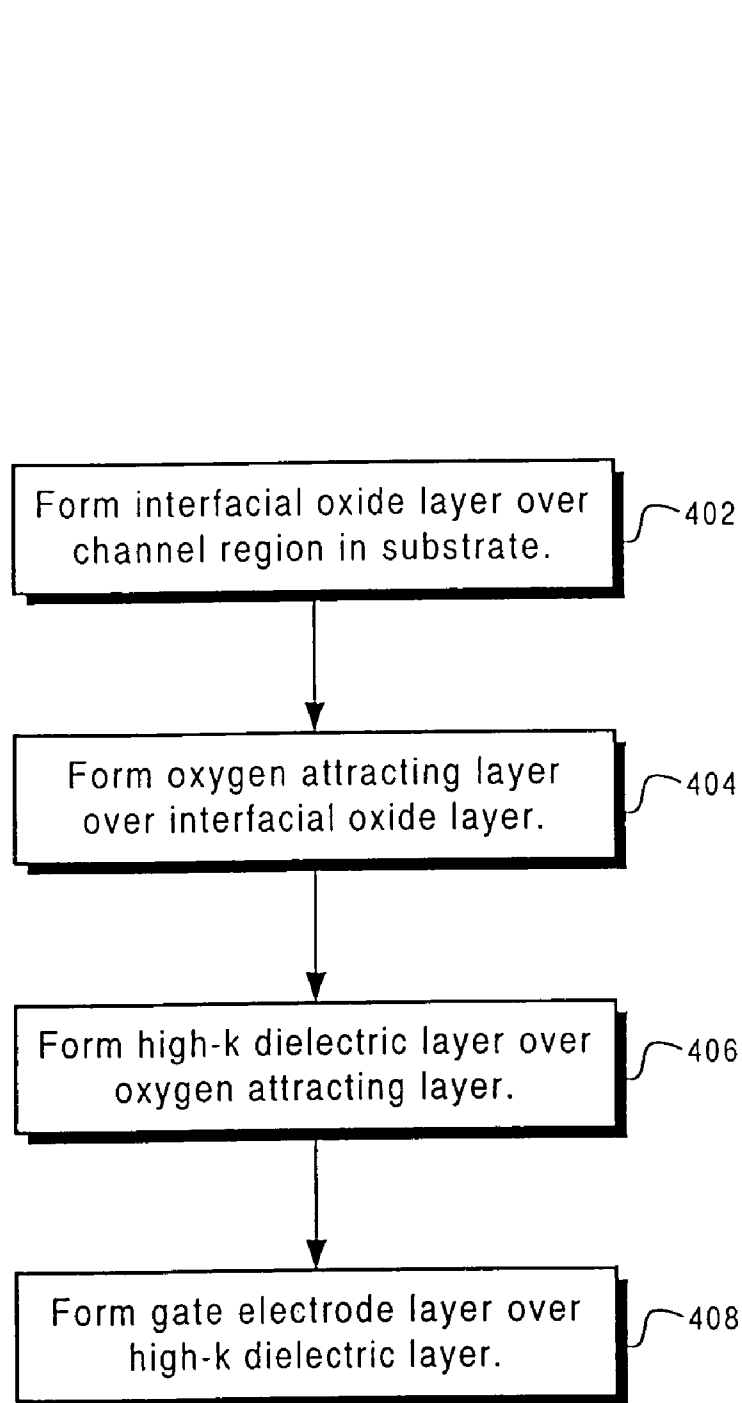 Form interfacial oxide layer over
channel region in substrate.
402
Form oxygen attracting layer
over interfacial oxide layer.
404
Form high-k dielectric layer over
oxygen attracting layer.
406
Form gate electrode layer over
high-k dielectric layer.
408